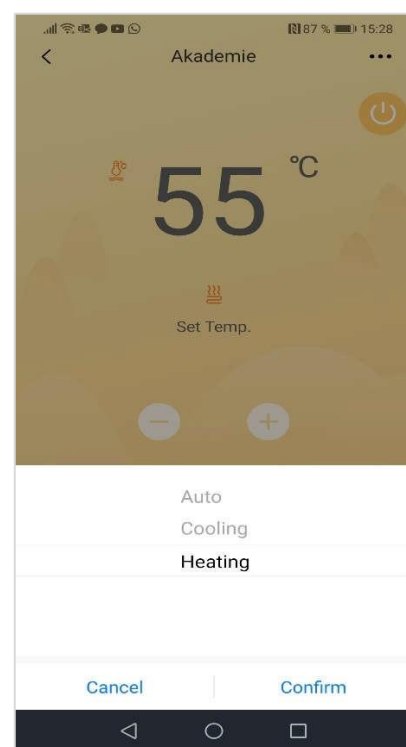 87 % 15:28
Akademie
55 °C
Set Temp.
Auto
Cooling
Heating
Cancel Confirm